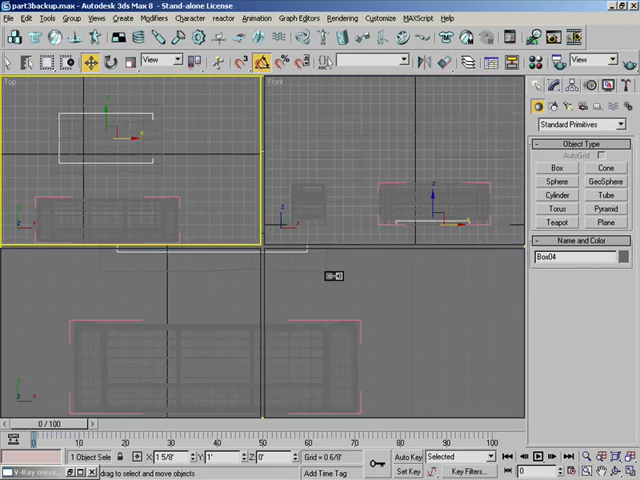 part3backup.max - Autodesk 3ds Max 8 - Stand-alone License
File Edit Tools Group Views Create Modifiers Character reactor Animation Graph Editors Rendering Customize MAXScript Help
View
View
Top
Front
Standard Primitives
Object Type
AutoGrid
Box Cone
Sphere GeoSphere
Cylinder Tube
Torus Pyramid
Teapot Plane
Name and Color
Box04
0 / 100
0 10 20 30 40 50 60 70 80 90 100
1 Object Sel X: 1 5/8' Y: 1' Z: 0' Grid = 0 6/8' Auto Key Selected
V-Ray mess drag to select and move objects Add Time Tag Set Key Key Filters... 0